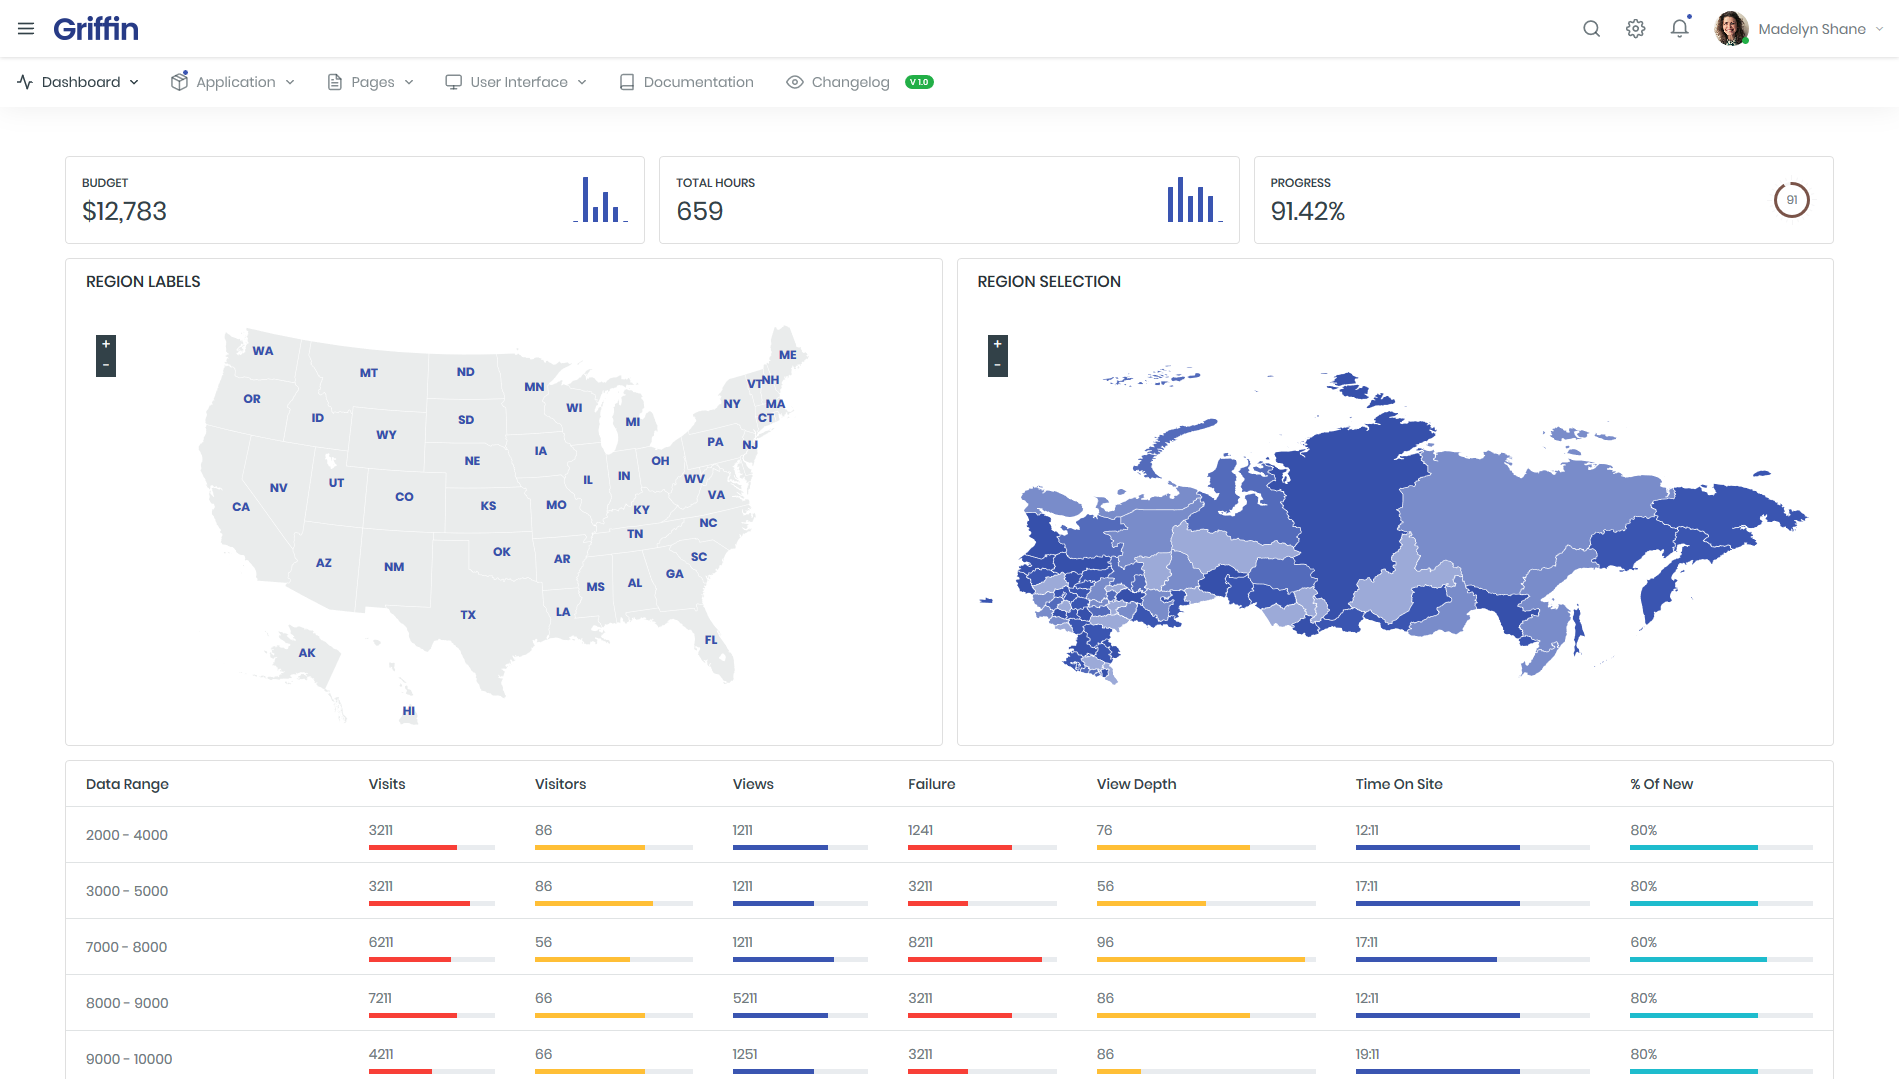 Griffin
Madelyn Shane
Dashboard Application Pages User Interface Documentation Changelog V 1.0
BUDGET
$12,783
TOTAL HOURS
659
PROGRESS
91.42%
91
REGION LABELS
+
-
WA
MT
ND
MN
ME
VT
NH
OR
ID
WY
SD
WI
MI
NY
MA
CT
PA
NJ
NE
IA
IL
IN
OH
WV
VA
NV
UT
CO
CA
KS
MO
KY
NC
TN
AZ
NM
OK
AR
SC
GA
MS
AL
TX
LA
FL
AK
HI
REGION SELECTION
+
-
Data Range Visits Visitors Views Failure View Depth Time On Site % Of New
2000 - 4000 3211 86 1211 1241 76 12:11 80%
3000 - 5000 3211 86 1211 3211 56 17:11 80%
7000 - 8000 6211 56 1211 8211 96 17:11 60%
8000 - 9000 7211 66 5211 3211 86 12:11 80%
9000 - 10000 4211 66 1251 3211 86 19:11 80%